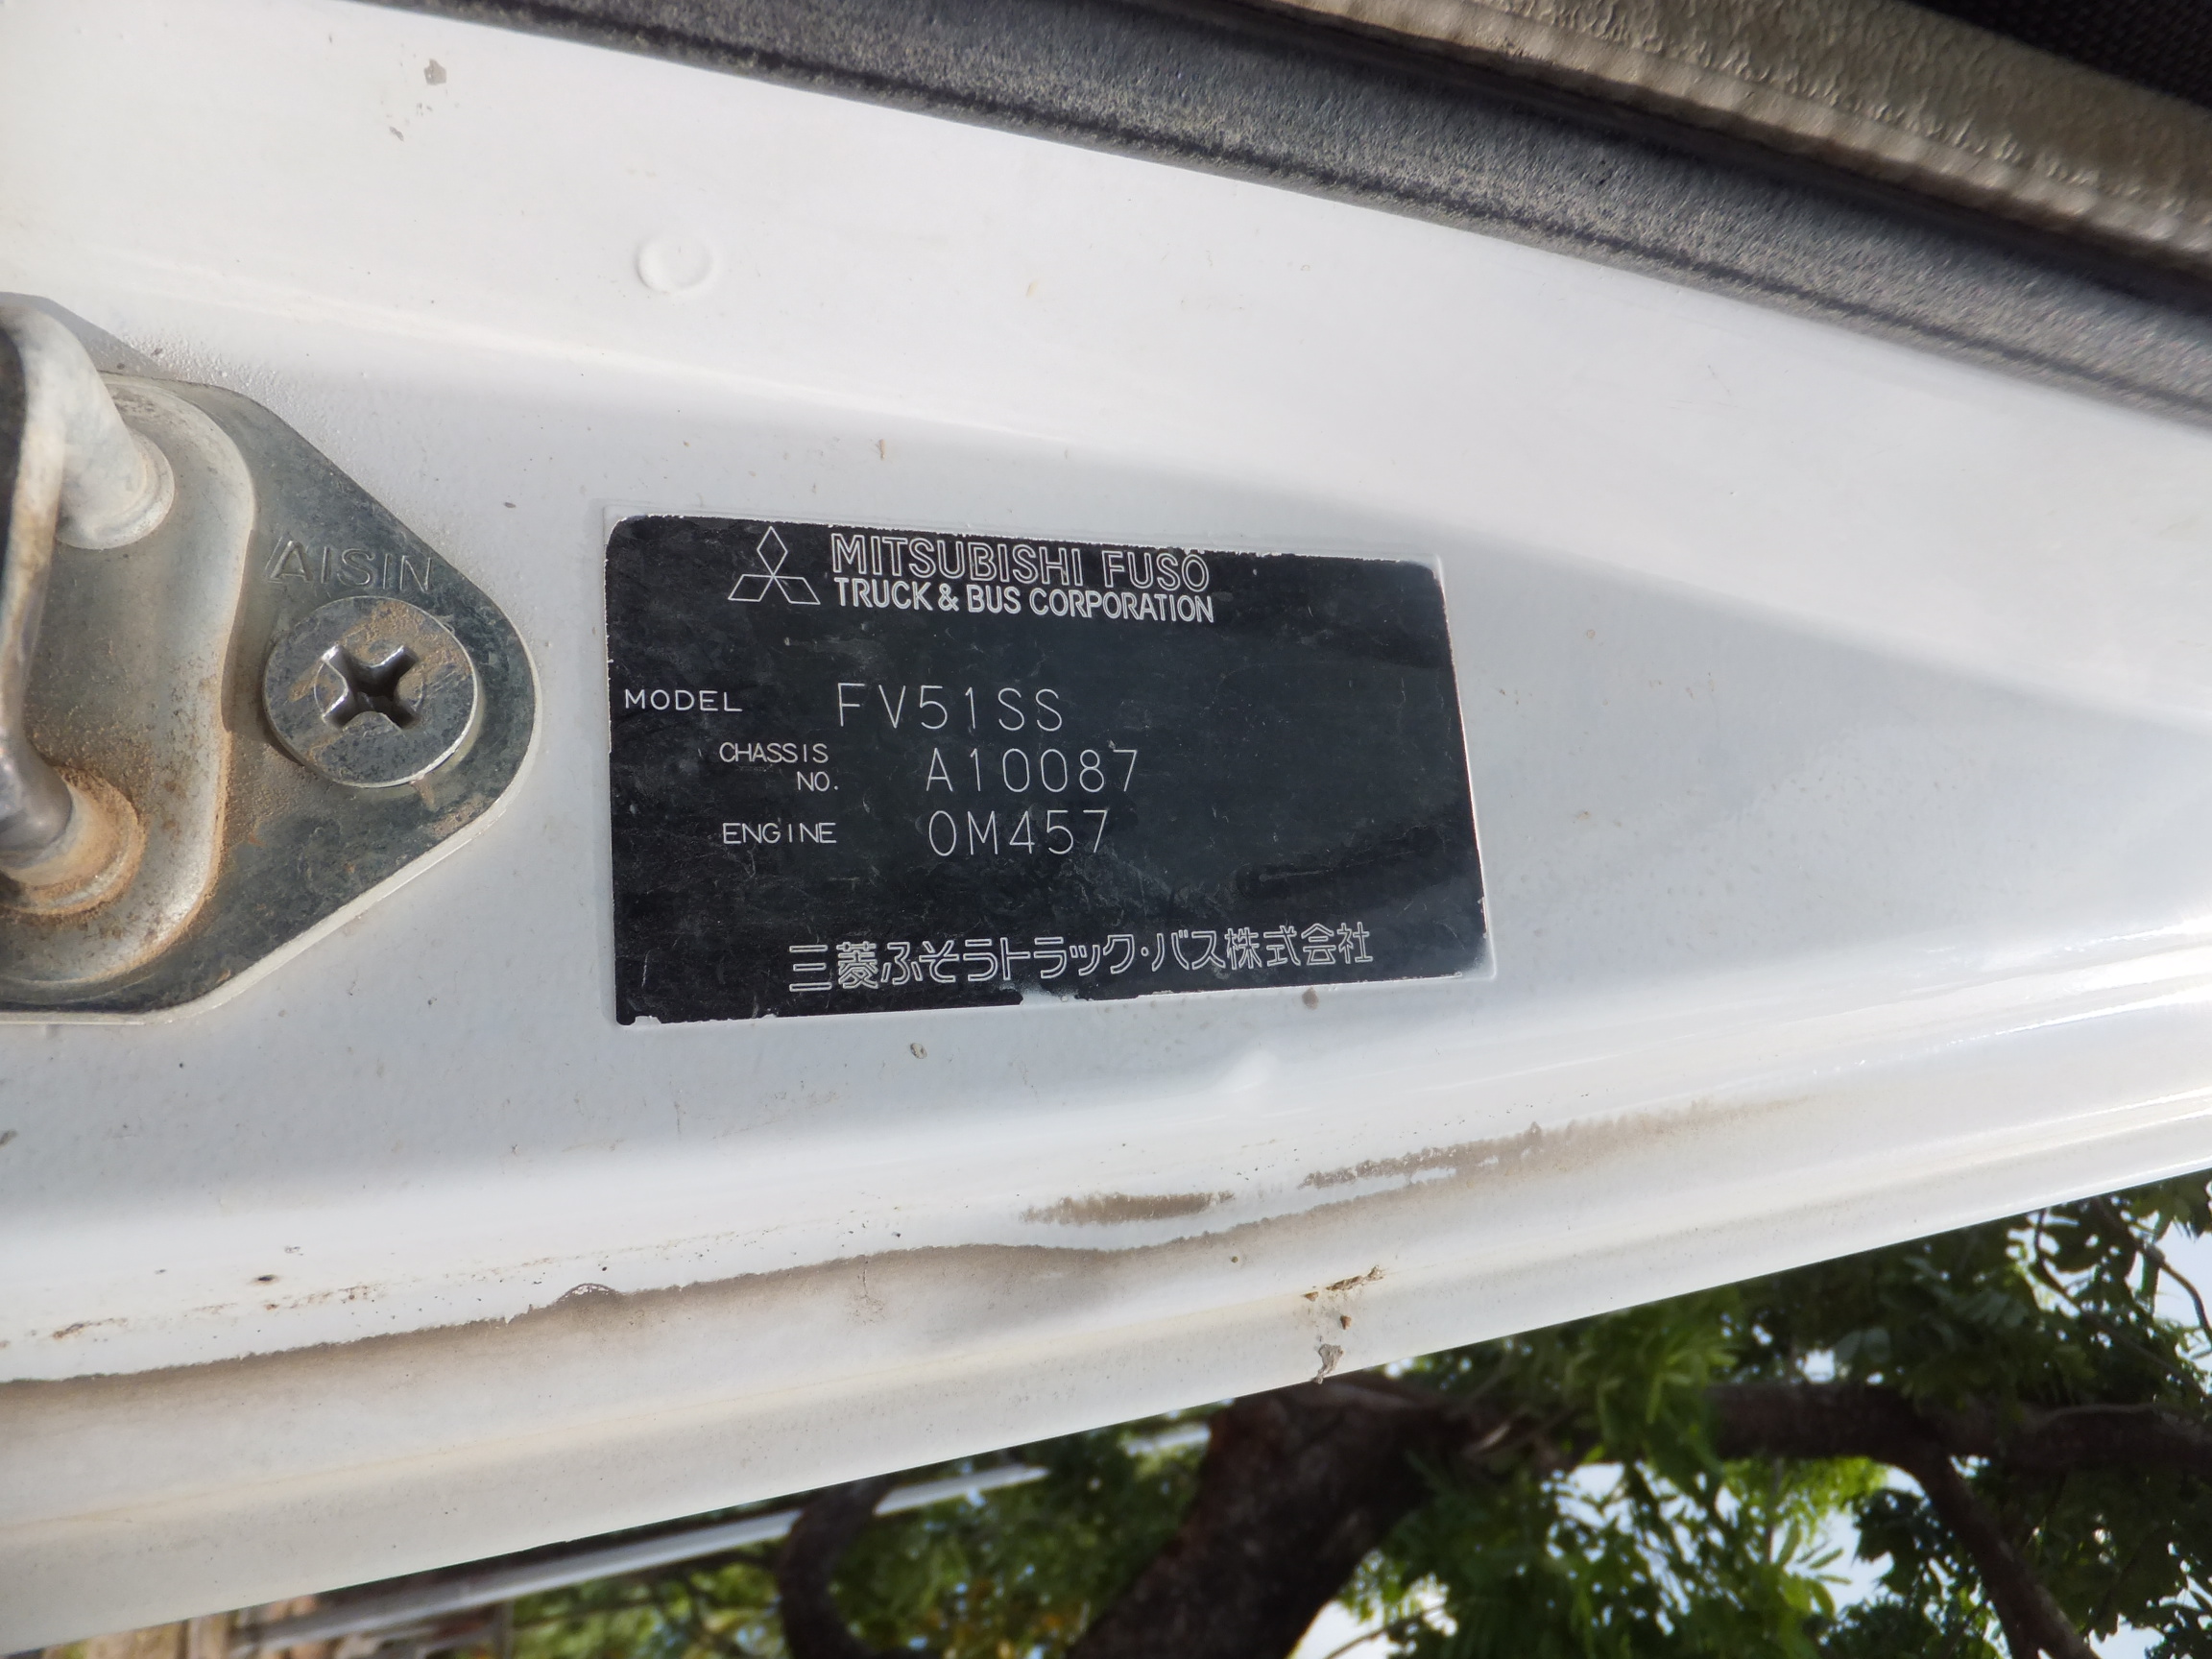 AISIN
MITSUBISHI FUSO
TRUCK & BUS CORPORATION
MODEL FV51SS
CHASSIS
NO. A10087
ENGINE OM457
三菱ふそうトラック・バス株式会社